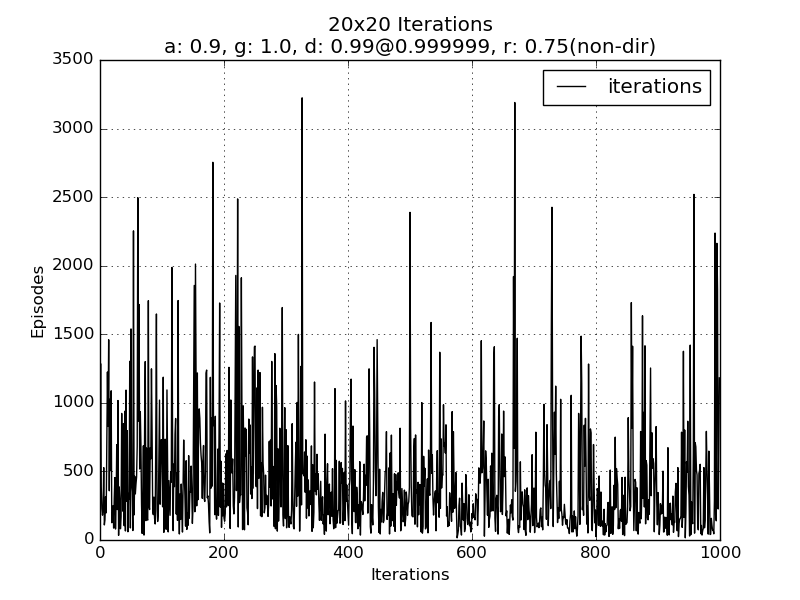 20x20 Iterations
a: 0.9, g: 1.0, d: 0.99@0.999999, r: 0.75(non-dir)
iterations
3500
3000
2500
2000
1500
1000
500
0
Episodes
0 200 400 600 800 1000
Iterations